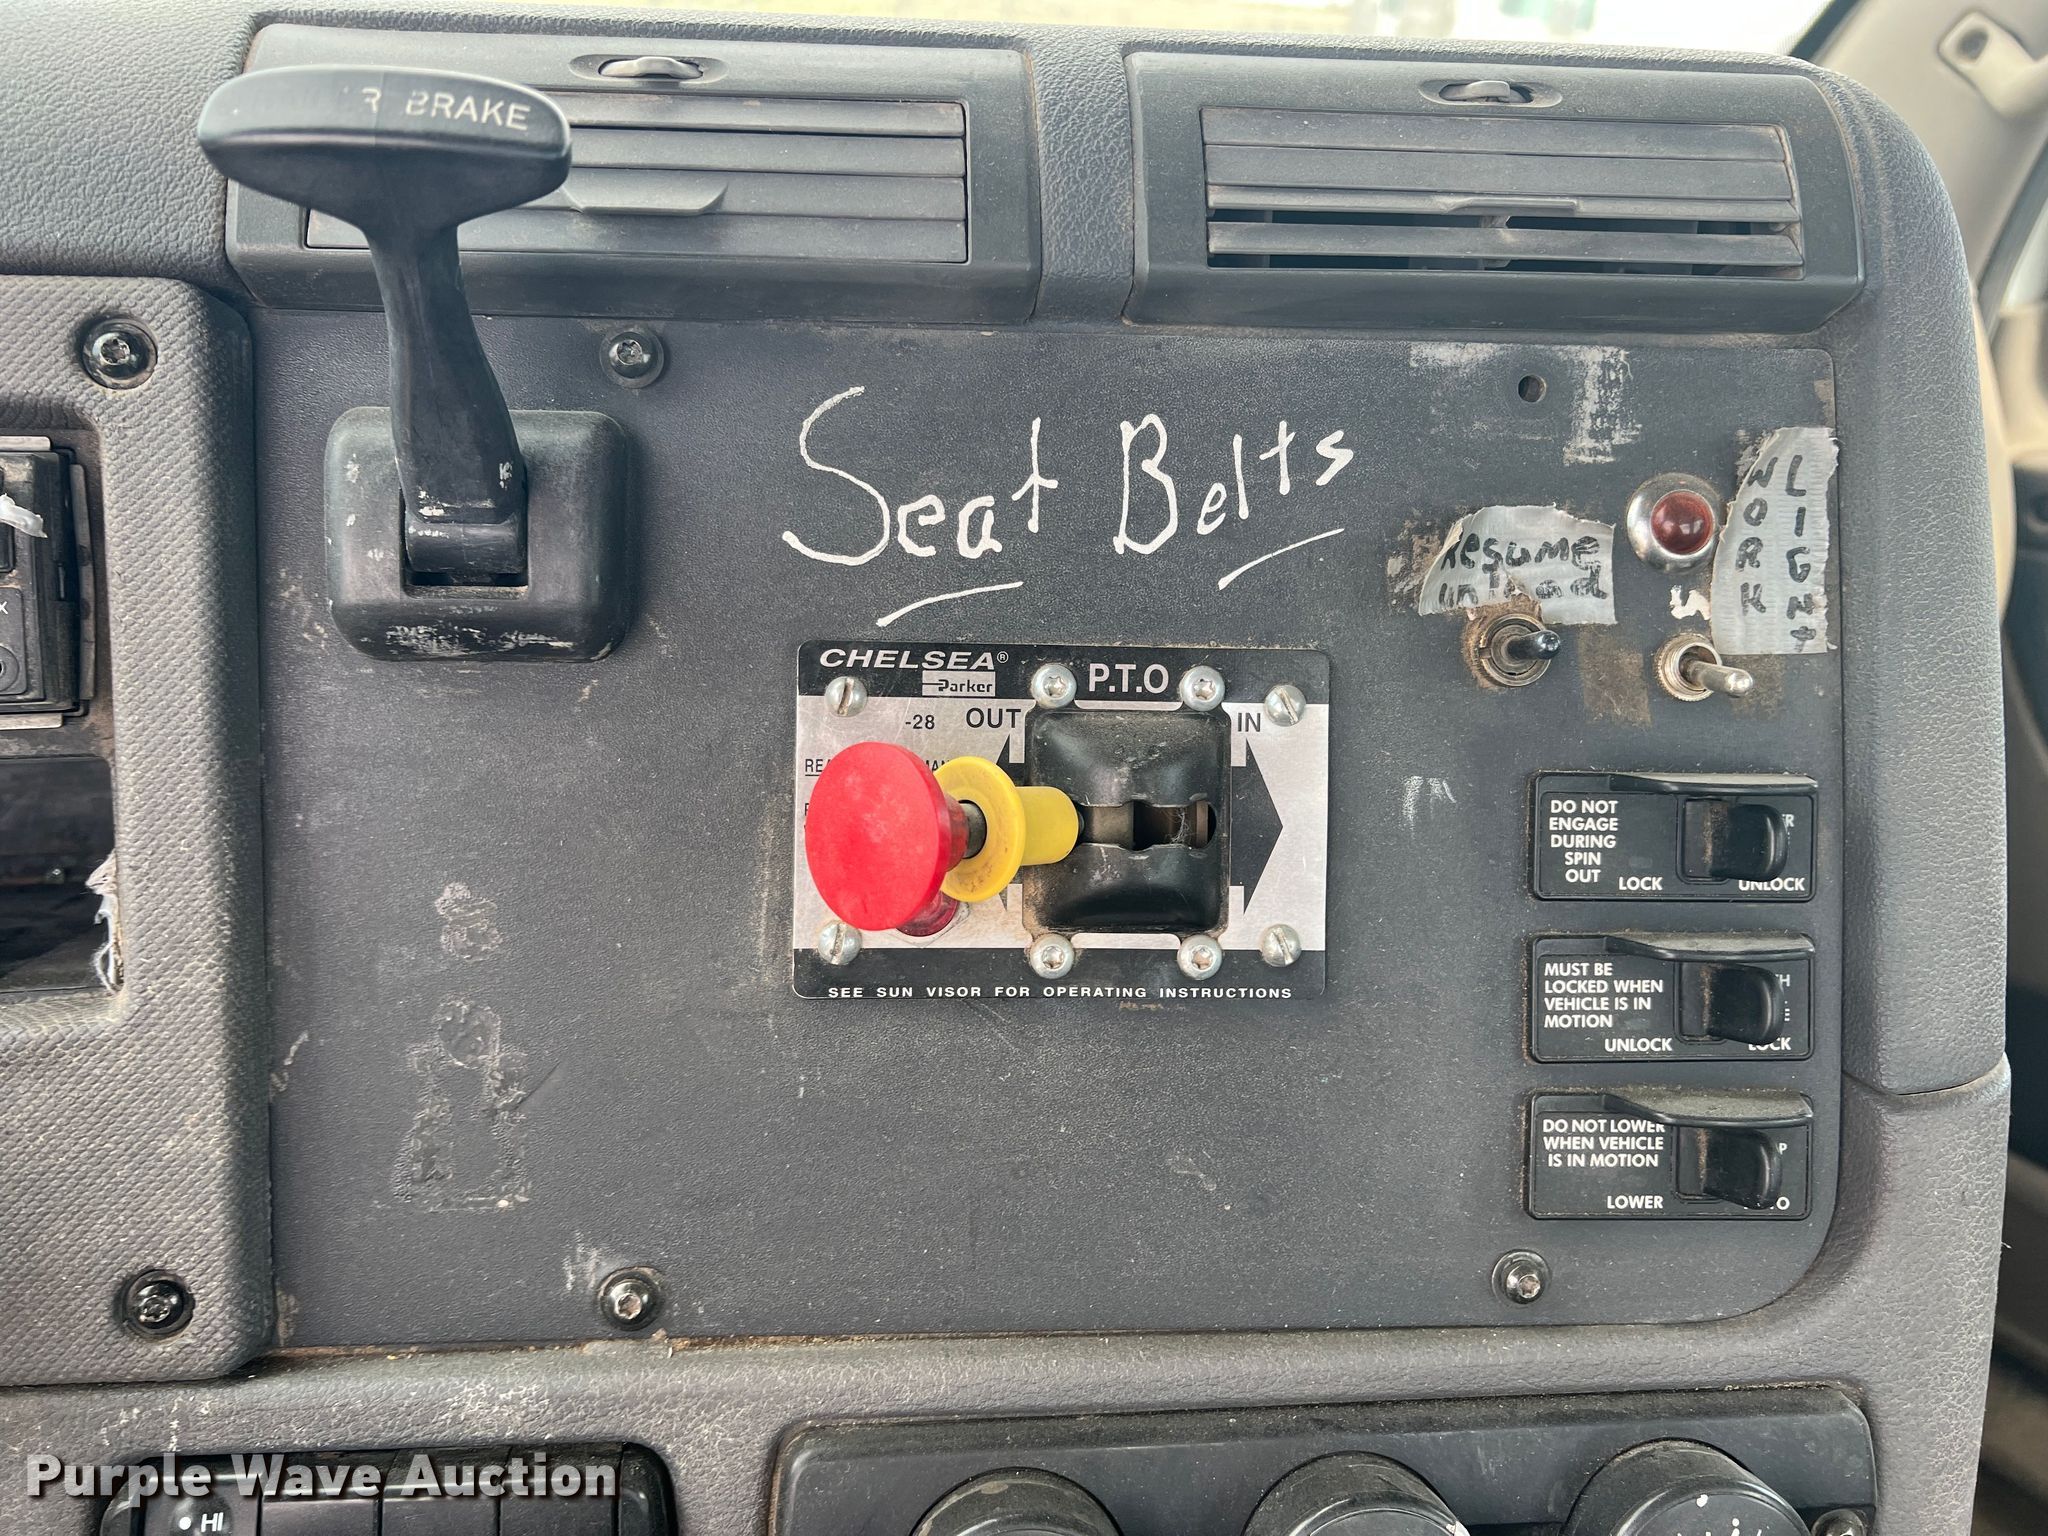 BRAKE
Seat Belts
Resume
WORK
LIGHT
CHELSEA®
Parker
P.T.O
-28 OUT
IN
SEE SUN VISOR FOR OPERATING INSTRUCTIONS
DO NOT
ENGAGE
DURING
SPIN
OUT
LOCK
UNLOCK
MUST BE
LOCKED WHEN
VEHICLE IS IN
MOTION
UNLOCK
LOCK
DO NOT LOWER
WHEN VEHICLE
IS IN MOTION
LOWER
HI
Purple Wave Auction